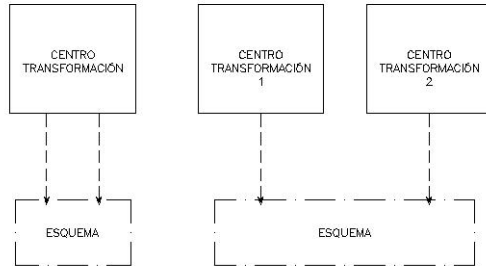 CENTRO
TRANSFORMACIÓN
CENTRO
TRANSFORMACIÓN
1
CENTRO
TRANSFORMACIÓN
2
ESQUEMA
ESQUEMA